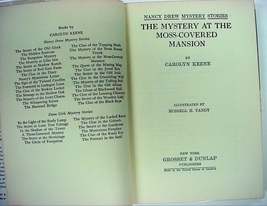 Books by
CAROLYN KEENE
Nancy Drew Mystery Stories
The Secret of the Old Clock
The Hidden Staircase
The Bungalow Mystery
The Mystery at Lilac Inn
The Secret at Shadow Ranch
The Secret of Red Gate Farm
The Clue in the Diary
Nancy's Mysterious Letter
The Sign of the Twisted Candles
The Password to Larkspur Lane
The Clue of the Broken Locket
The Message in the Hollow Oak
The Mystery of the Ivory Charm
The Whispering Statue
The Haunted Bridge
The Clue of the Tapping Heels
The Mystery of the Brass Bound Trunk
The Mystery at the Moss-Covered Mansion
The Quest of the Missing Map
The Clue in the Jewel Box
The Secret in the Old Attic
The Clue in the Crumbling Wall
The Mystery of the Tolling Bell
The Clue in the Old Album
The Ghost of Blackwood Hall
The Clue of the Leaning Chimney
The Secret of the Wooden Lady
The Clue of the Black Keys
Dana Girls Mystery Stories
By the Light of the Study Lamp
The Secret at Lone Tree Cottage
In the Shadow of the Tower
A Three-Cornered Mystery
The Secret at the Hermitage
The Circle of Footprints
The Mystery of the Locked Room
The Clue in the Cobweb
The Secret at the Gatehouse
The Mysterious Fireplace
The Clue of the Rusty Key
The Portrait in the Sand
NANCY DREW MYSTERY STORIES
THE MYSTERY AT THE
MOSS-COVERED
MANSION
BY
CAROLYN KEENE
ILLUSTRATED BY
RUSSELL H. TANDY
NEW YORK
GROSSET & DUNLAP
PUBLISHERS
Made in the United States of America